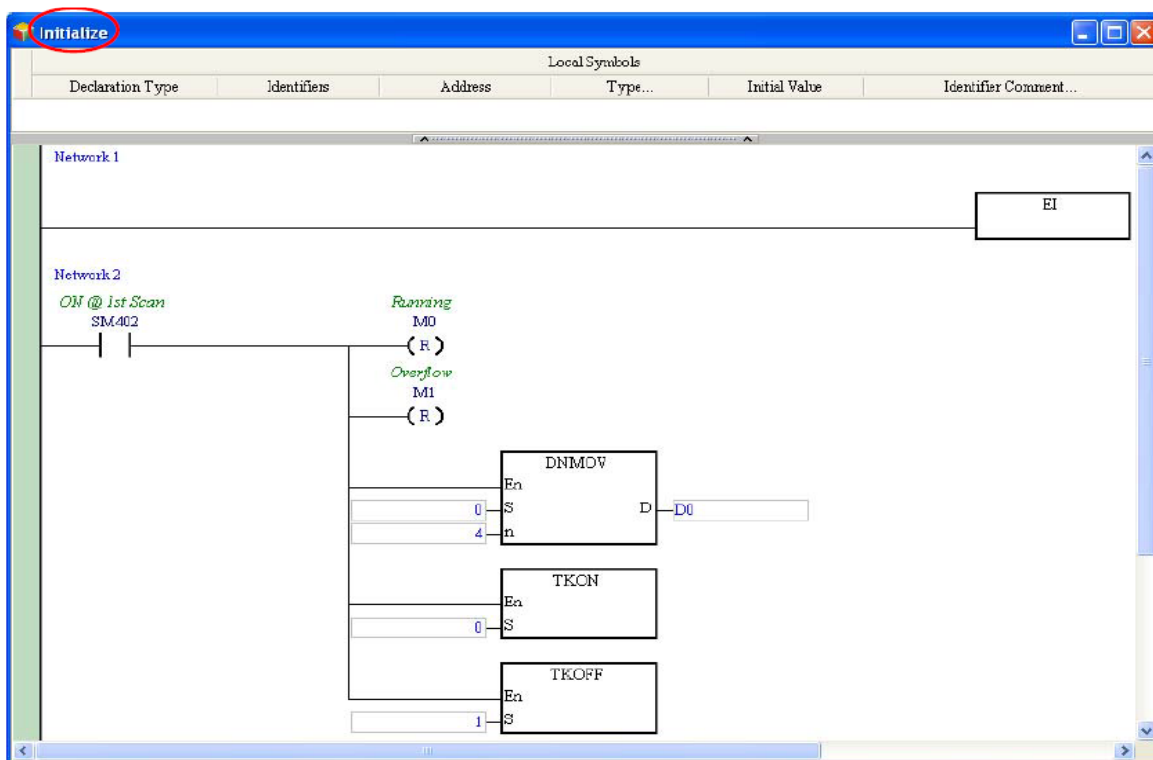 Initialize
Local Symbols
Declaration Type Identifiers Address Type... Initial Value Identifier Comment...
Network 1
EI
Network 2
ON @ 1st Scan
SM402
Running
M0
( R )
Overflow
M1
( R )
DNMOV
En
0 S D D0
4 n
TKON
En
0 S
TKOFF
En
1 S